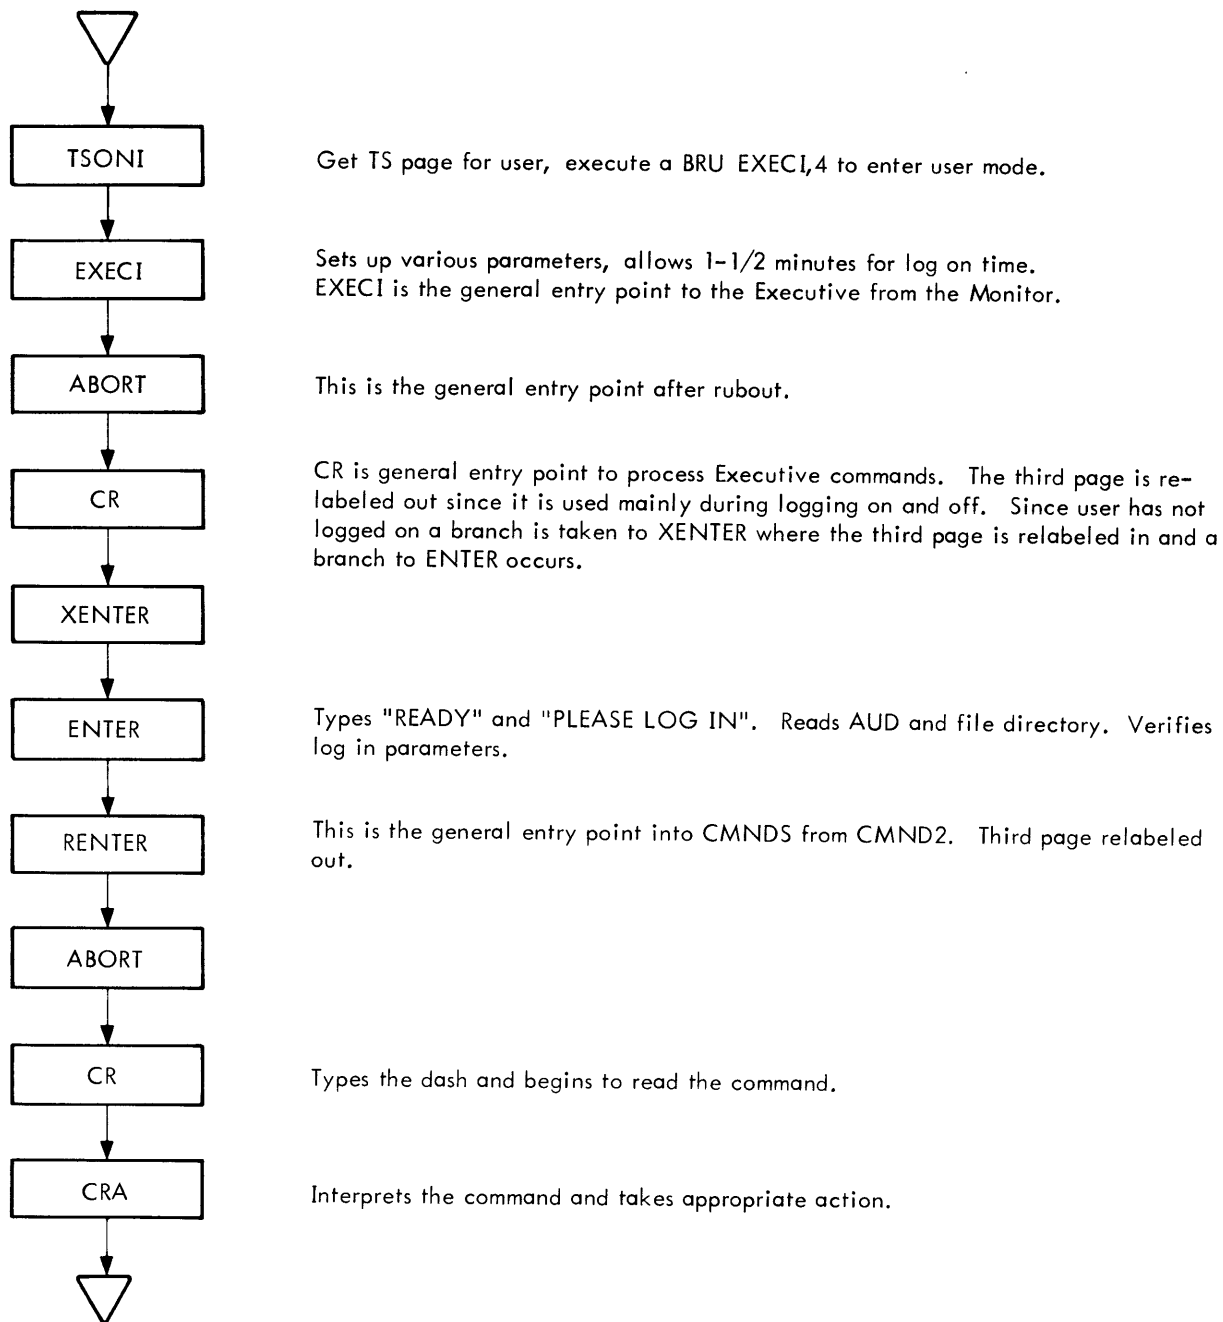 TSONI
Get TS page for user, execute a BRU EXECI,4 to enter user mode.
EXECI
Sets up various parameters, allows 1-1/2 minutes for log on time.
EXECI is the general entry point to the Executive from the Monitor.
ABORT
This is the general entry point after rubout.
CR
CR is general entry point to process Executive commands. The third page is re-
labeled out since it is used mainly during logging on and off. Since user has not
logged on a branch is taken to XENTER where the third page is relabeled in and a
branch to ENTER occurs.
XENTER
ENTER
Types "READY" and "PLEASE LOG IN". Reads AUD and file directory. Verifies
log in parameters.
RENTER
This is the general entry point into CMNDS from CMND2. Third page relabeled
out.
ABORT
CR
Types the dash and begins to read the command.
CRA
Interprets the command and takes appropriate action.